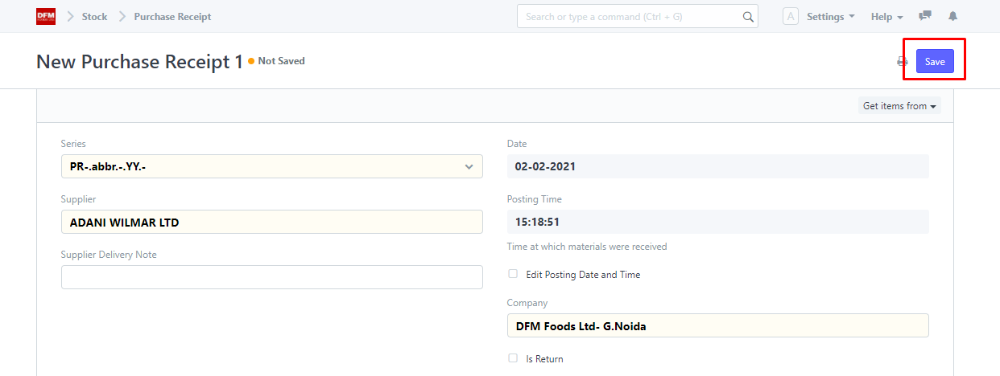 DFM
Stock
Purchase Receipt
Search or type a command (Ctrl + G)
A
Settings
Help
New Purchase Receipt 1
Not Saved
Save
Get items from
Series
PR-.abbr.-.YY.-
Date
02-02-2021
Supplier
ADANI WILMAR LTD
Posting Time
15:18:51
Time at which materials were received
Supplier Delivery Note
Edit Posting Date and Time
Company
DFM Foods Ltd- G.Noida
Is Return